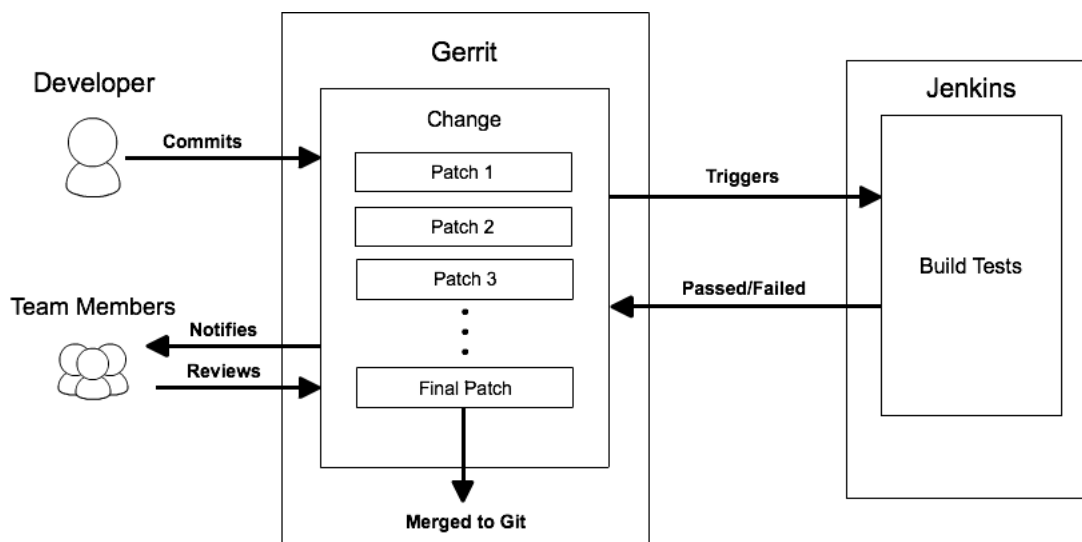 Gerrit
Developer
Jenkins
Change
Commits
Patch 1
Triggers
Patch 2
Build Tests
Patch 3
Passed/Failed
Team Members
Notifies
Reviews
Final Patch
Merged to Git